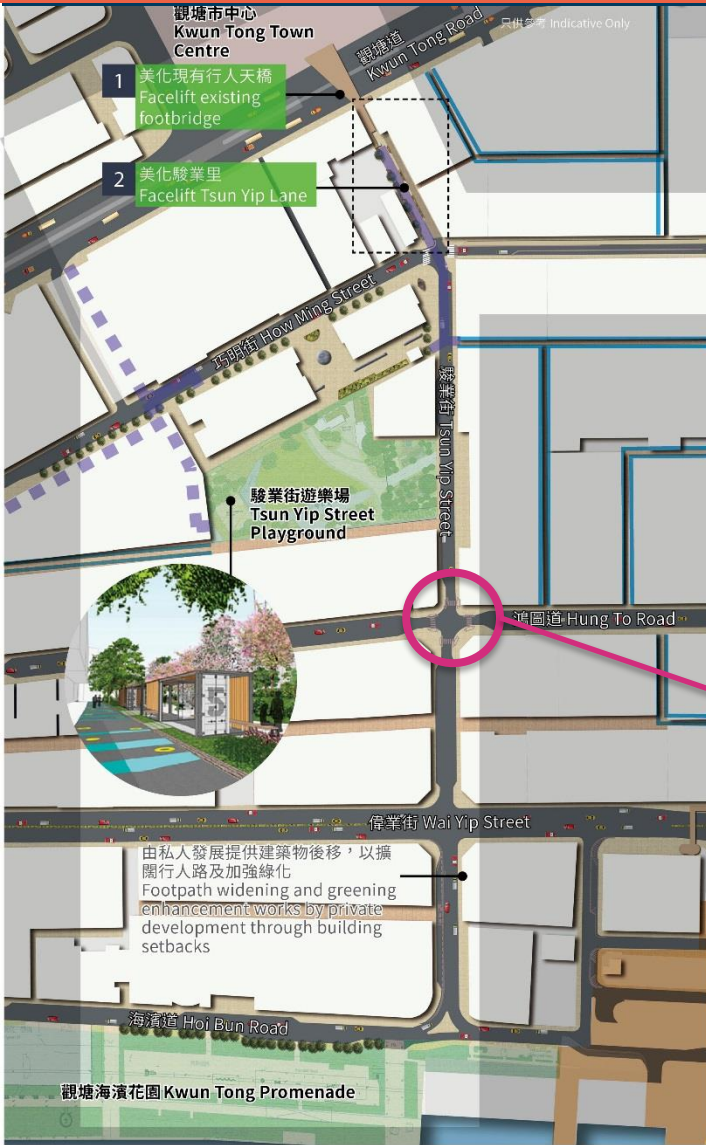 觀塘市中心
Kwun Tong Town
Centre
觀塘道
Kwun Tong Road
只供參考 Indicative Only
1
美化現有行人天橋
Facelift existing
footbridge
2
美化駿業里
Facelift Tsun Yip Lane
巧明街 How Ming Street
駿業街 Tsun Yip Street
駿業街遊樂場
Tsun Yip Street
Playground
鴻圖道 Hung To Road
5
偉業街 Wai Yip Street
由私人發展提供建築物後移，以擴
闊行人路及加強綠化
Footpath widening and greening
enhancement works by private
development through building
setbacks
海濱道 Hoi Bun Road
觀塘海濱花園 Kwun Tong Promenade